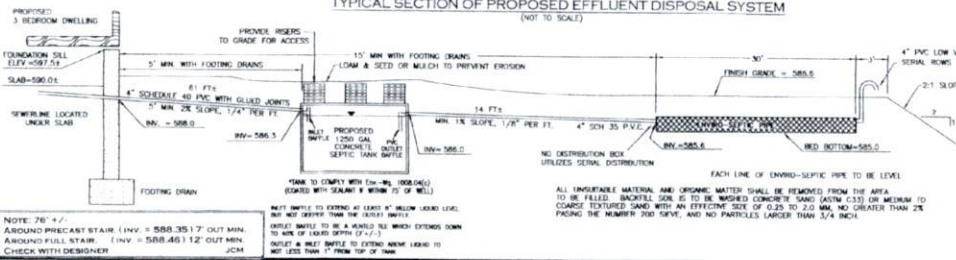 TYPICAL SECTION OF PROPOSED EFFLUENT DISPOSAL SYSTEM
(NOT TO SCALE)
PROPOSED
3 BEDROOM DWELLING
PROVIDE RISERS
TO GRADE FOR ACCESS
15' MIN WITH FOOTING DRAINS
30'
3'
4" PVC LOW
SERIAL ROWS
FOUNDATION SILL
ELEV =597.5±
5' MIN. WITH FOOTING DRAINS
LOAM & SEED OR MULCH TO PREVENT EROSION
FINISH GRADE = 586.6
2:1 SLOP
SLAB=590.0±
61 FT±
4" SCHEDULE 40 PVC WITH GLUED JOINTS
5' MIN. 2% SLOPE, 1/4" PER FT.
14 FT±
MIN. 1% SLOPE, 1/8" PER FT.
4" SCH 35 P.V.C.
SEWERLINE LOCATED
UNDER SLAB
INV. = 588.0
INV= 586.3
INLET
BAFFLE
PROPOSED
1250 GAL
CONCRETE
SEPTIC TANK
PVC
OUTLET
BAFFLE
INV= 586.0
NO DISTRIBUTION BOX
UTILIZES SERIAL DISTRIBUTION
INV.=585.6
BED BOTTOM=585.0
2
1
EACH LINE OF ENVIRO-SEPTIC PIPE TO BE LEVEL
FOOTING DRAIN
*TANK TO COMPLY WITH Env-Wq 1008.04(c)
(COATED WITH SEALANT IF WITHIN 75' OF WELL)
ALL UNSUITABLE MATERIAL AND ORGANIC MATTER SHALL BE REMOVED FROM THE AREA
TO BE FILLED. BACKFILL SOIL IS TO BE WASHED CONCRETE SAND (ASTM C33) OR MEDIUM TO
COARSE TEXTURED SAND WITH AN EFFECTIVE SIZE OF 0.25 TO 2.0 MM, NO GREATER THAN 2%
PASING THE NUMBER 200 SIEVE, AND NO PARTICLES LARGER THAN 3/4 INCH.
INLET BAFFLE TO EXTEND AT LEAST 8" BELOW LIQUID LEVEL
BUT NOT DEEPER THAN THE OUTLET BAFFLE
OUTLET BAFFLE TO BE A VENTED TEE WHICH EXTENDS DOWN
TO 40% OF LIQUID DEPTH
OUTLET & INLET BAFFLE TO EXTEND ABOVE LIQUID TO
NOT LESS THAN 1" FROM TOP OF TANK
NOTE: 76' +/-
AROUND PRECAST STAIR. (INV. = 588.35) 7' OUT MIN.
AROUND FULL STAIR. (INV. = 588.46) 12' OUT MIN.
CHECK WITH DESIGNER JCM